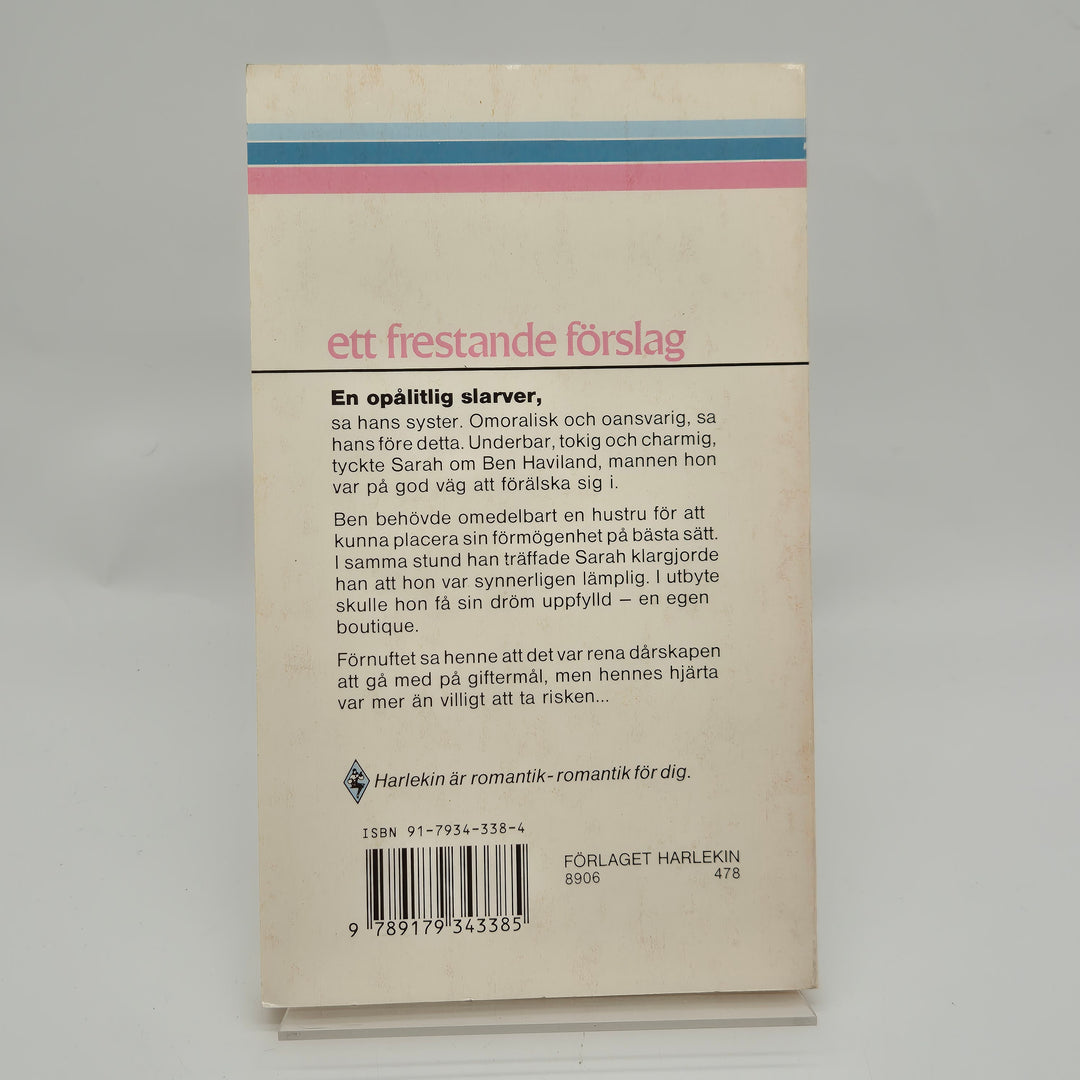 ett frestande förslag
En opålitlig slarver,
sa hans syster. Omoralisk och oansvarig, sa
hans före detta. Underbar, tokig och charmig,
tyckte Sarah om Ben Haviland, mannen hon
var på god väg att förälska sig i.
Ben behövde omedelbart en hustru för att
kunna placera sin förmögenhet på bästa sätt.
I samma stund han träffade Sarah klargjorde
han att hon var synnerligen lämplig. I utbyte
skulle hon få sin dröm uppfylld – en egen
boutique.
Förnuftet sa henne att det var rena dårskapen
att gå med på giftermål, men hennes hjärta
var mer än villigt att ta risken...
Harlekin är romantik-romantik för dig.
ISBN 91-7934-338-4
9 789179 343385
FÖRLAGET HARLEKIN
8906 478